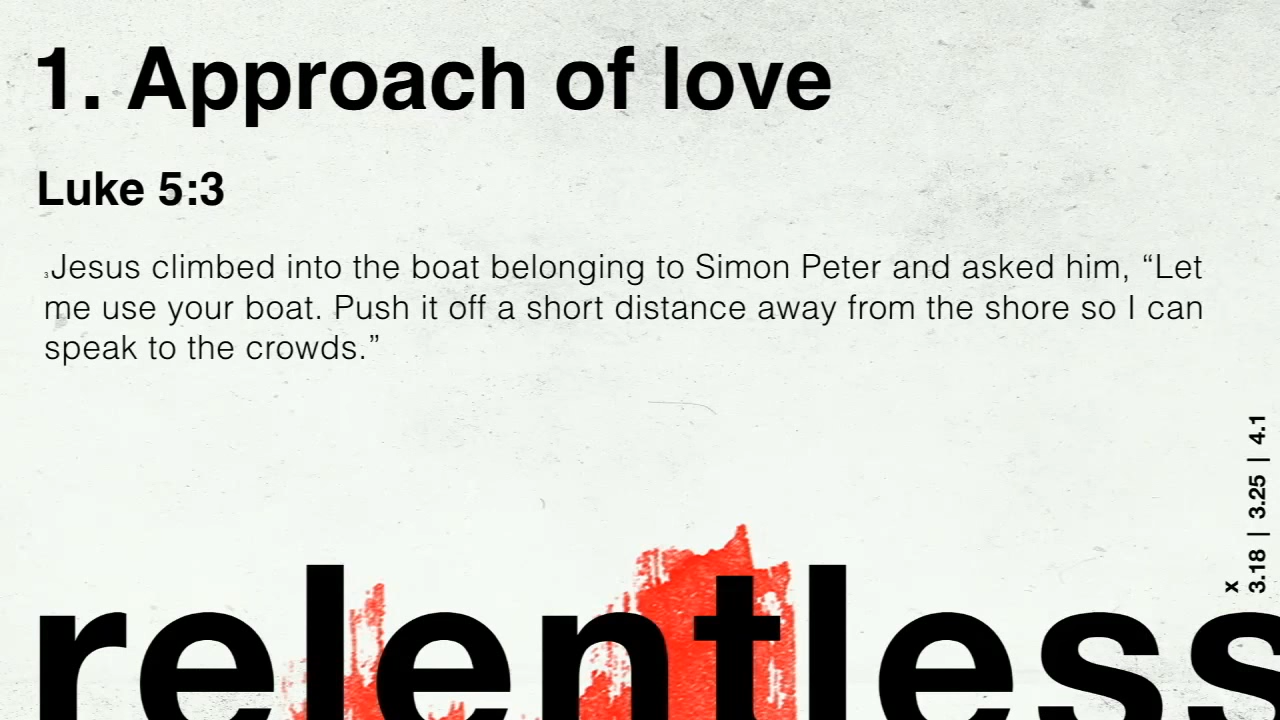 1. Approach of love
Luke 5:3
3Jesus climbed into the boat belonging to Simon Peter and asked him, “Let
me use your boat. Push it off a short distance away from the shore so I can
speak to the crowds.”
x
3.18 | 3.25 | 4.1
relentless